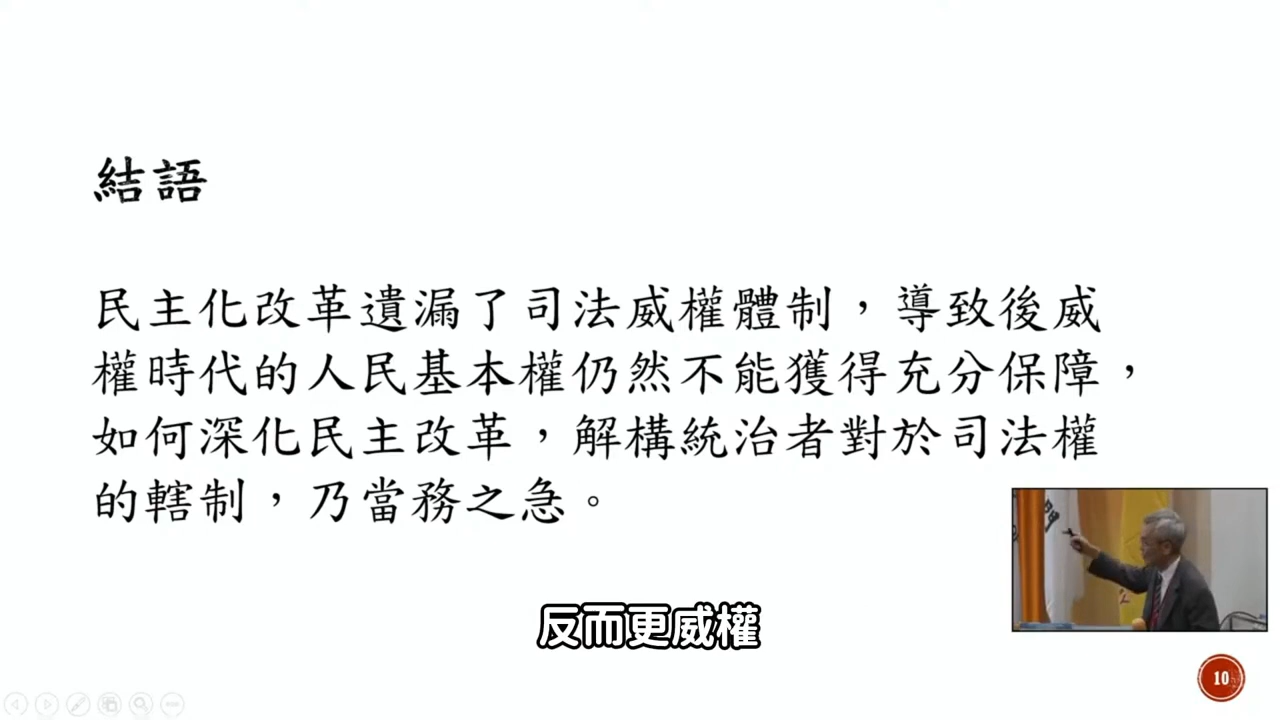 結語
民主化改革遺漏了司法威權體制，導致後威
權時代的人民基本權仍然不能獲得充分保障，
如何深化民主改革，解構統治者對於司法權
的轄制，乃當務之急。
反而更威權
10